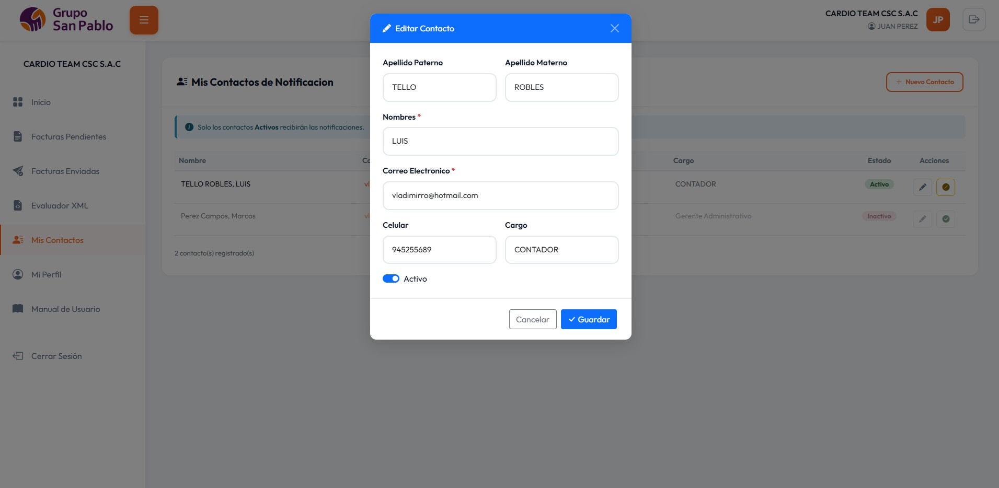 Grupo
San Pablo
CARDIO TEAM CSC S.A.C
JUAN PEREZ
JP
CARDIO TEAM CSC S.A.C
Inicio
Facturas Pendientes
Facturas Enviadas
Evaluador XML
Mis Contactos
Mi Perfil
Manual de Usuario
Cerrar Sesión
Mis Contactos de Notificacion
+ Nuevo Contacto
Solo los contactos Activos recibirán las notificaciones.
Nombre Co Cargo Estado Acciones
TELLO ROBLES, LUIS vl CONTADOR Activo
Perez Campos, Marcos vl Gerente Administrativo Inactivo
2 contacto(s) registrado(s)
Editar Contacto
Apellido Paterno Apellido Materno
TELLO ROBLES
Nombres *
LUIS
Correo Electronico *
vladimirro@hotmail.com
Celular Cargo
945255689 CONTADOR
Activo
Cancelar Guardar